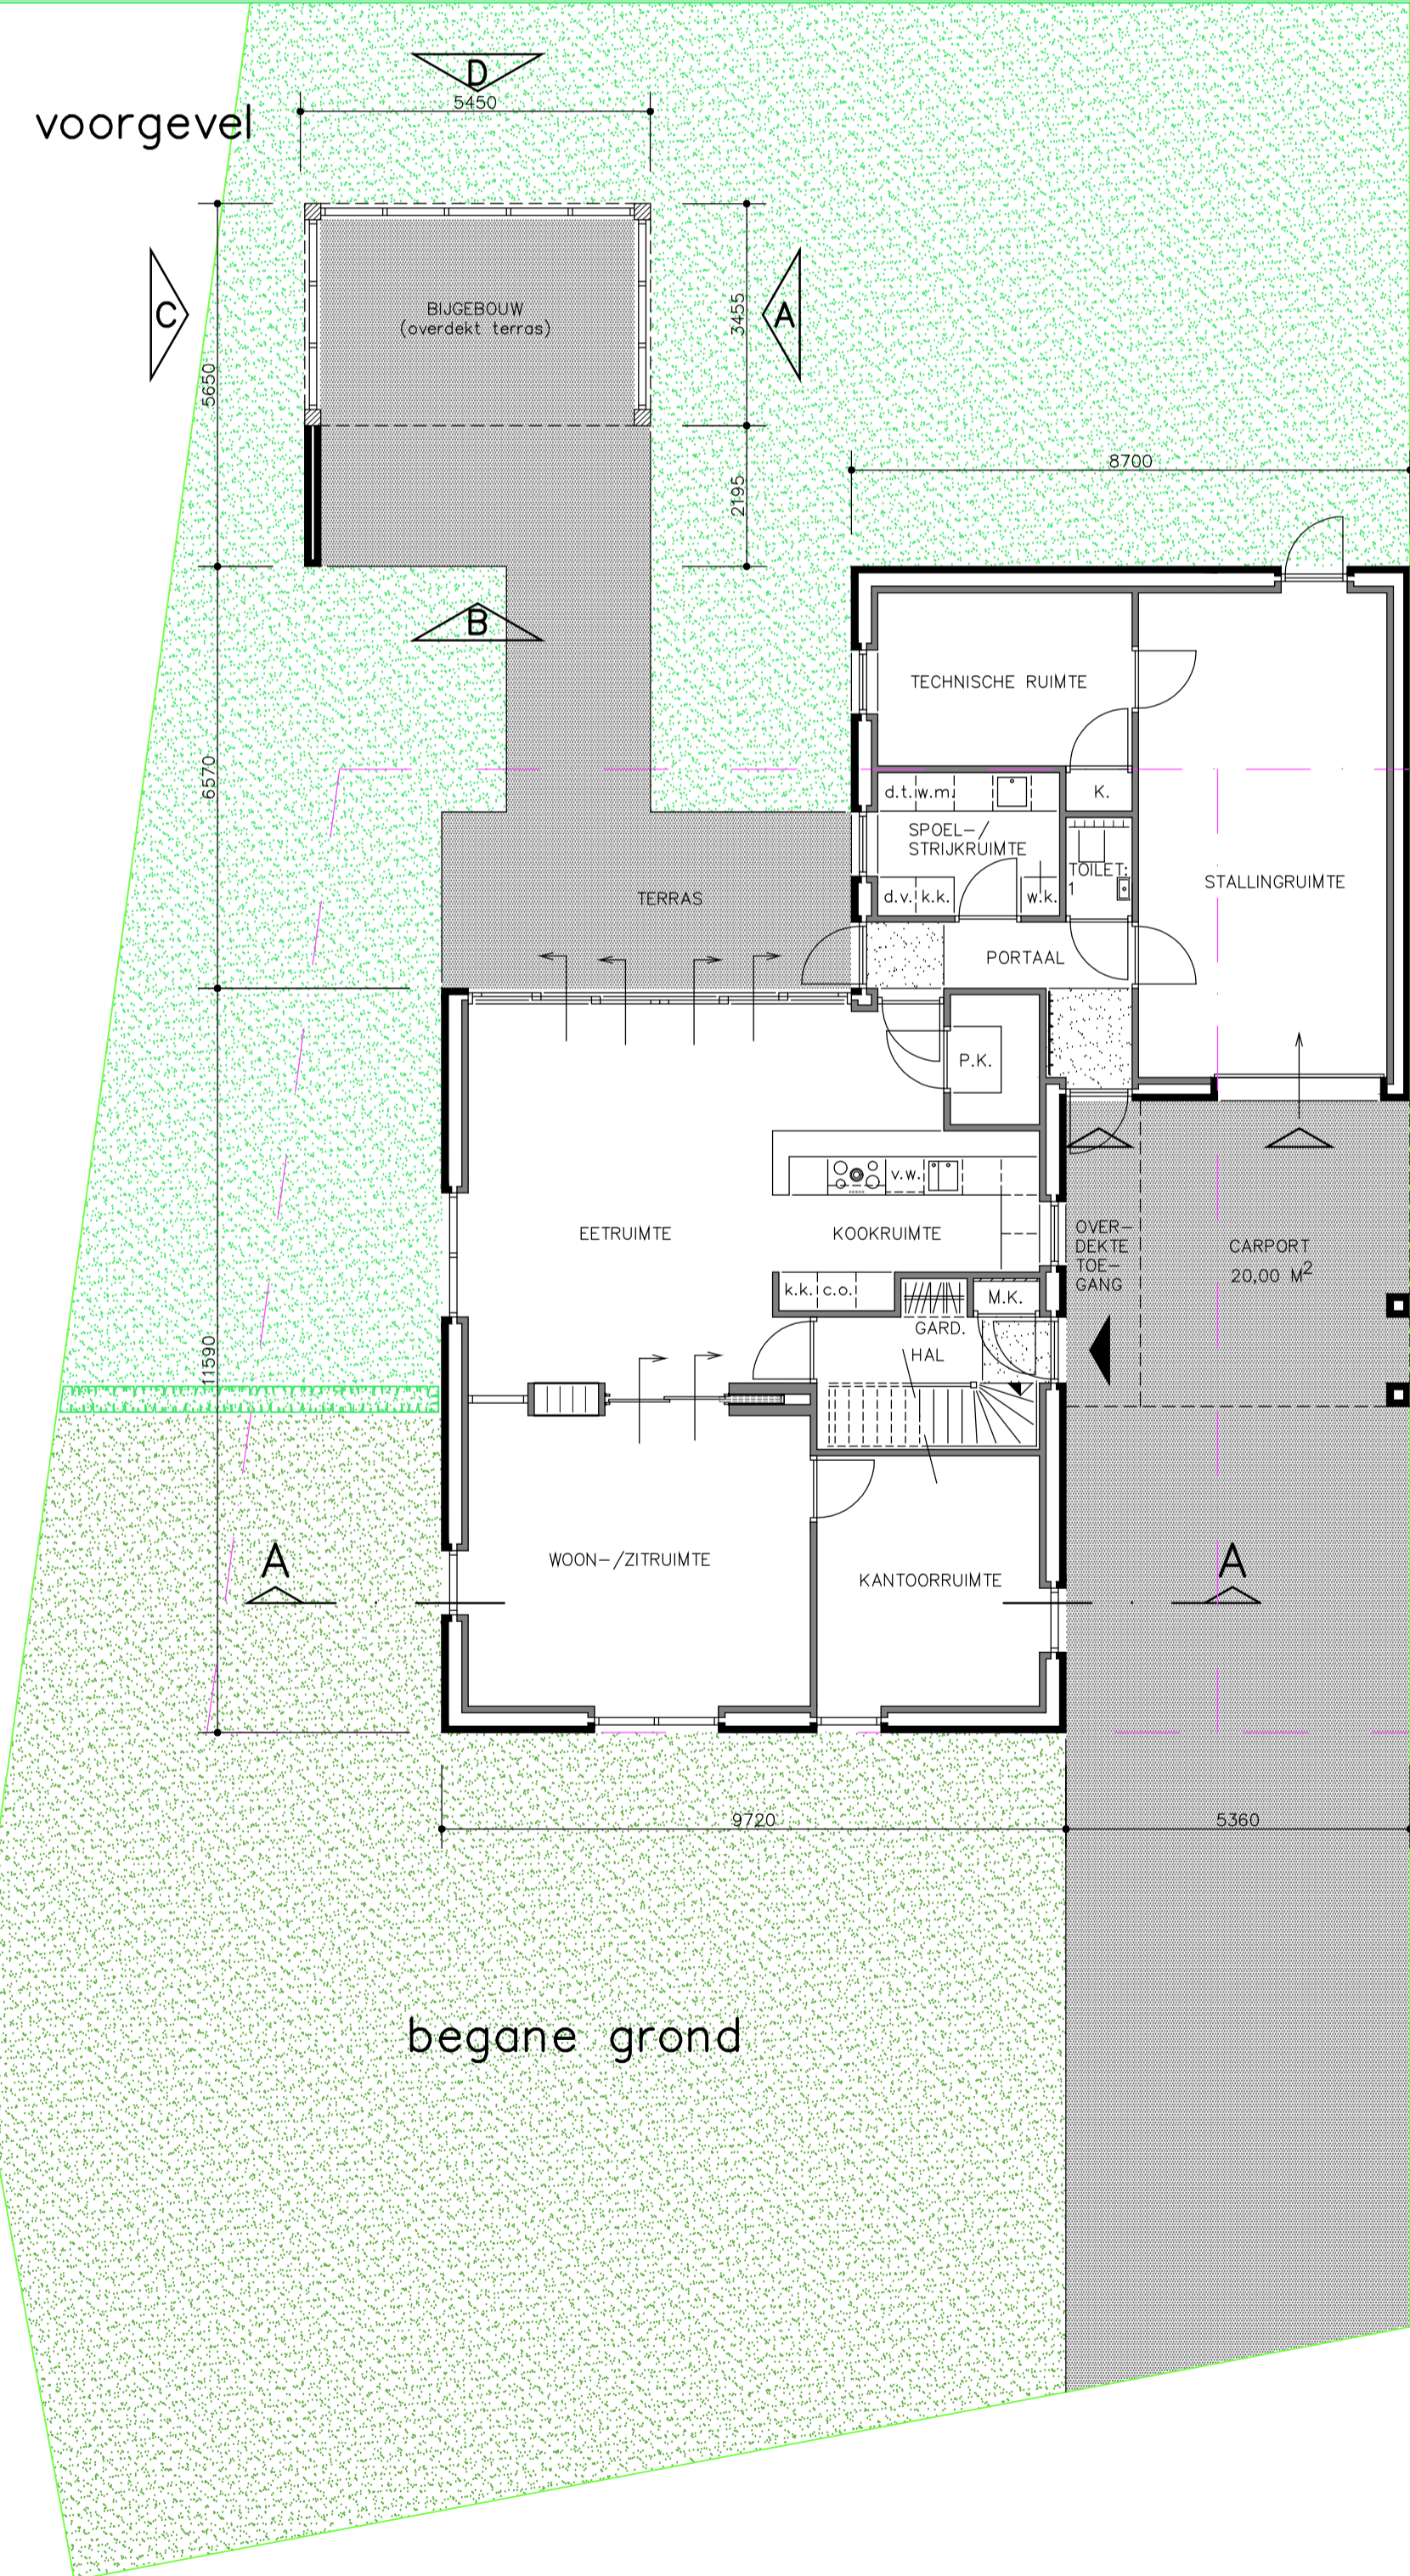 D
5450
voorgevel
C
BIJGEBOUW
(overdekt terras)
3455
A
5650
8700
2195
B
TECHNISCHE RUIMTE
6570
d.t.
w.m.
K.
SPOEL-/
STRIJKRUIMTE
TOILET:
1
STALLINGRUIMTE
d.v.
k.k.
w.k.
TERRAS
PORTAAL
P.K.
v.w.
EETRUIMTE
KOOKRUIMTE
OVER-
DEKTE
TOE-
GANG
CARPORT
20,00 M2
k.k.
c.o.
M.K.
GARD.
HAL
11590
A
WOON-/ZITRUIMTE
KANTOORRUIMTE
A
9720
5360
begane grond